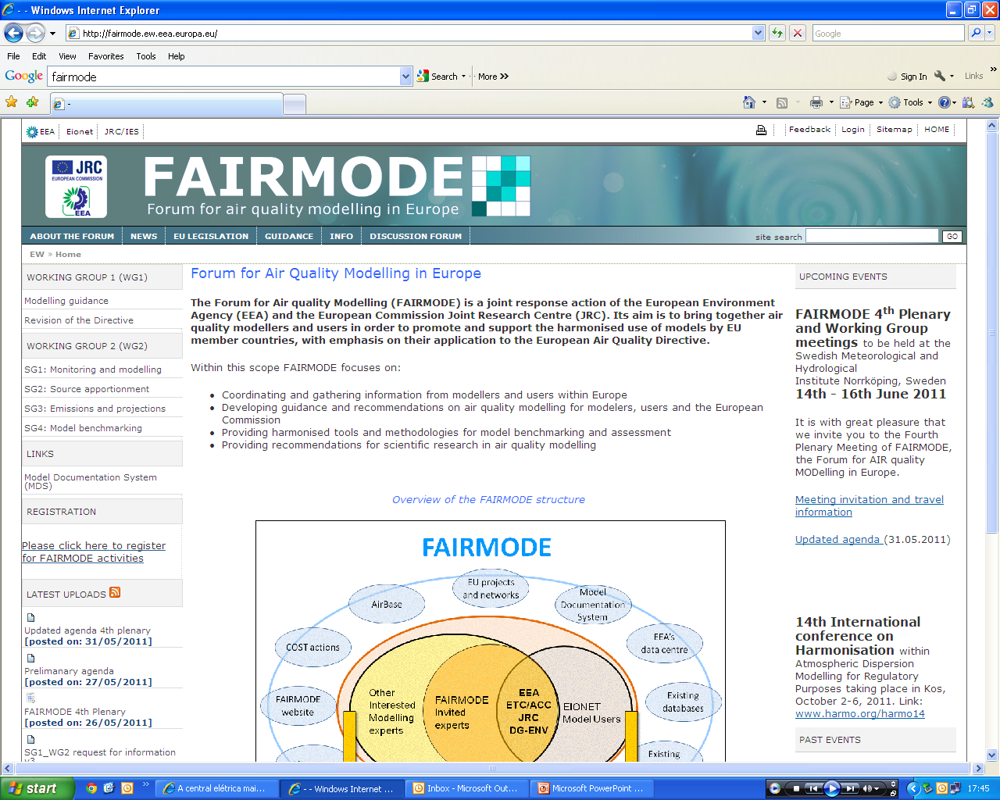 - - Windows Internet Explorer
http://fairmode.ew.eea.europa.eu/
Google
File Edit View Favorites Tools Help
Google fairmode Search More »
Sign In Links »
-
Page Tools
EEA Eionet JRC/IES
Feedback Login Sitemap HOME
JRC
EUROPEAN COMMISSION
EEA
FAIRMODE
Forum for air quality modelling in Europe
ABOUT THE FORUM NEWS EU LEGISLATION GUIDANCE INFO DISCUSSION FORUM
site search GO
EW » Home
WORKING GROUP 1 (WG1)
Modelling guidance
Revision of the Directive
WORKING GROUP 2 (WG2)
SG1: Monitoring and modelling
SG2: Source apportionment
SG3: Emissions and projections
SG4: Model benchmarking
LINKS
Model Documentation System
(MDS)
REGISTRATION
Please click here to register
for FAIRMODE activities
LATEST UPLOADS
Updated agenda 4th plenary
[posted on: 31/05/2011]
Prelimanary agenda
[posted on: 27/05/2011]
FAIRMODE 4th Plenary
[posted on: 26/05/2011]
SG1_WG2 request for information
v3
Forum for Air Quality Modelling in Europe
The Forum for Air quality Modelling (FAIRMODE) is a joint response action of the European Environment
Agency (EEA) and the European Commission Joint Research Centre (JRC). Its aim is to bring together air
quality modellers and users in order to promote and support the harmonised use of models by EU
member countries, with emphasis on their application to the European Air Quality Directive.
Within this scope FAIRMODE focuses on:
• Coordinating and gathering information from modellers and users within Europe
• Developing guidance and recommendations on air quality modelling for modelers, users and the European
Commission
• Providing harmonised tools and methodologies for model benchmarking and assessment
• Providing recommendations for scientific research in air quality modelling
Overview of the FAIRMODE structure
FAIRMODE
EU projects
and networks
AirBase
Model
Documentation
System
COST actions
EEA's
data centre
FAIRMODE
website
Existing
databases
Other
Interested
Modelling
experts
FAIRMODE
Invited
experts
EEA
ETC/ACC
JRC
DG-ENV
EIONET
Model Users
Existing
UPCOMING EVENTS
FAIRMODE 4th Plenary
and Working Group
meetings to be held at the
Swedish Meteorological and
Hydrological
Institute Norrköping, Sweden
14th - 16th June 2011
It is with great pleasure that
we invite you to the Fourth
Plenary Meeting of FAIRMODE,
the Forum for AIR quality
MODelling in Europe.
Meeting invitation and travel
information
Updated agenda (31.05.2011)
14th International
conference on
Harmonisation within
Atmospheric Dispersion
Modelling for Regulatory
Purposes taking place in Kos,
October 2-6, 2011. Link:
www.harmo.org/harmo14
PAST EVENTS
start » A central elétrica mai... - - Windows Internet ... Inbox - Microsoft Out... Microsoft PowerPoint ... 17:45